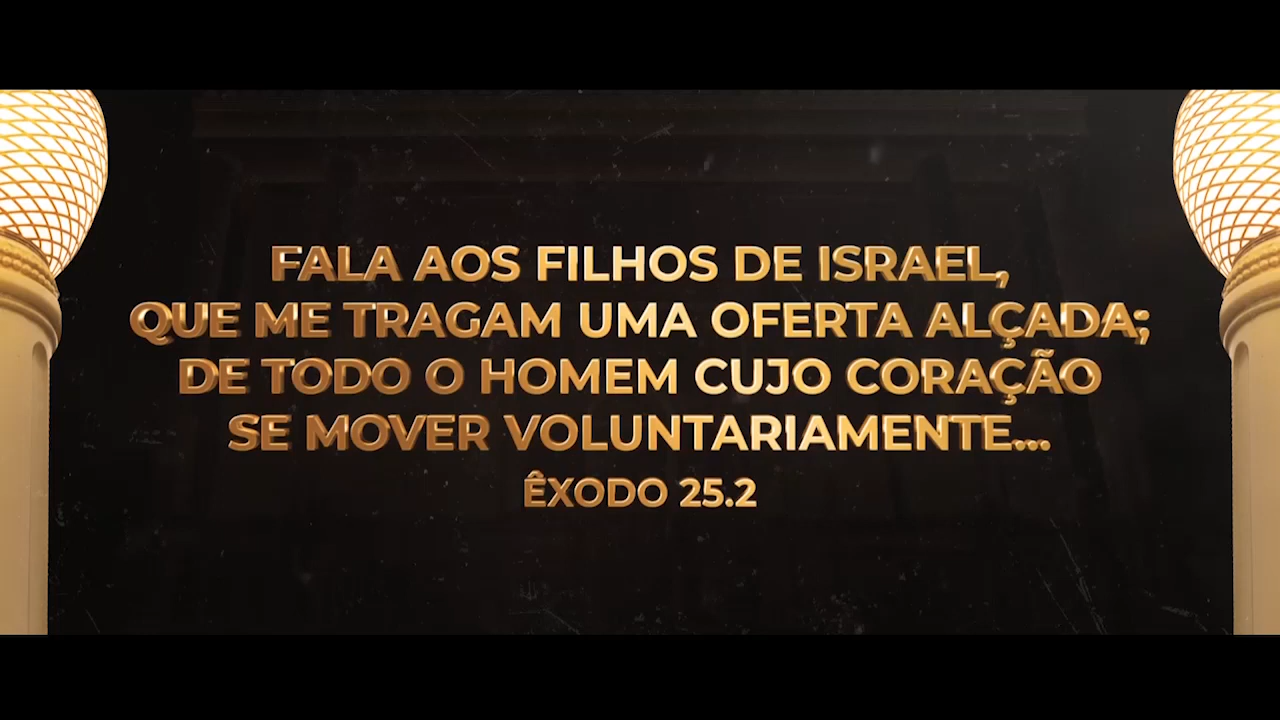 FALA AOS FILHOS DE ISRAEL,
QUE ME TRAGAM UMA OFERTA ALÇADA;
DE TODO O HOMEM CUJO CORAÇÃO
SE MOVER VOLUNTARIAMENTE...
ÊXODO 25.2